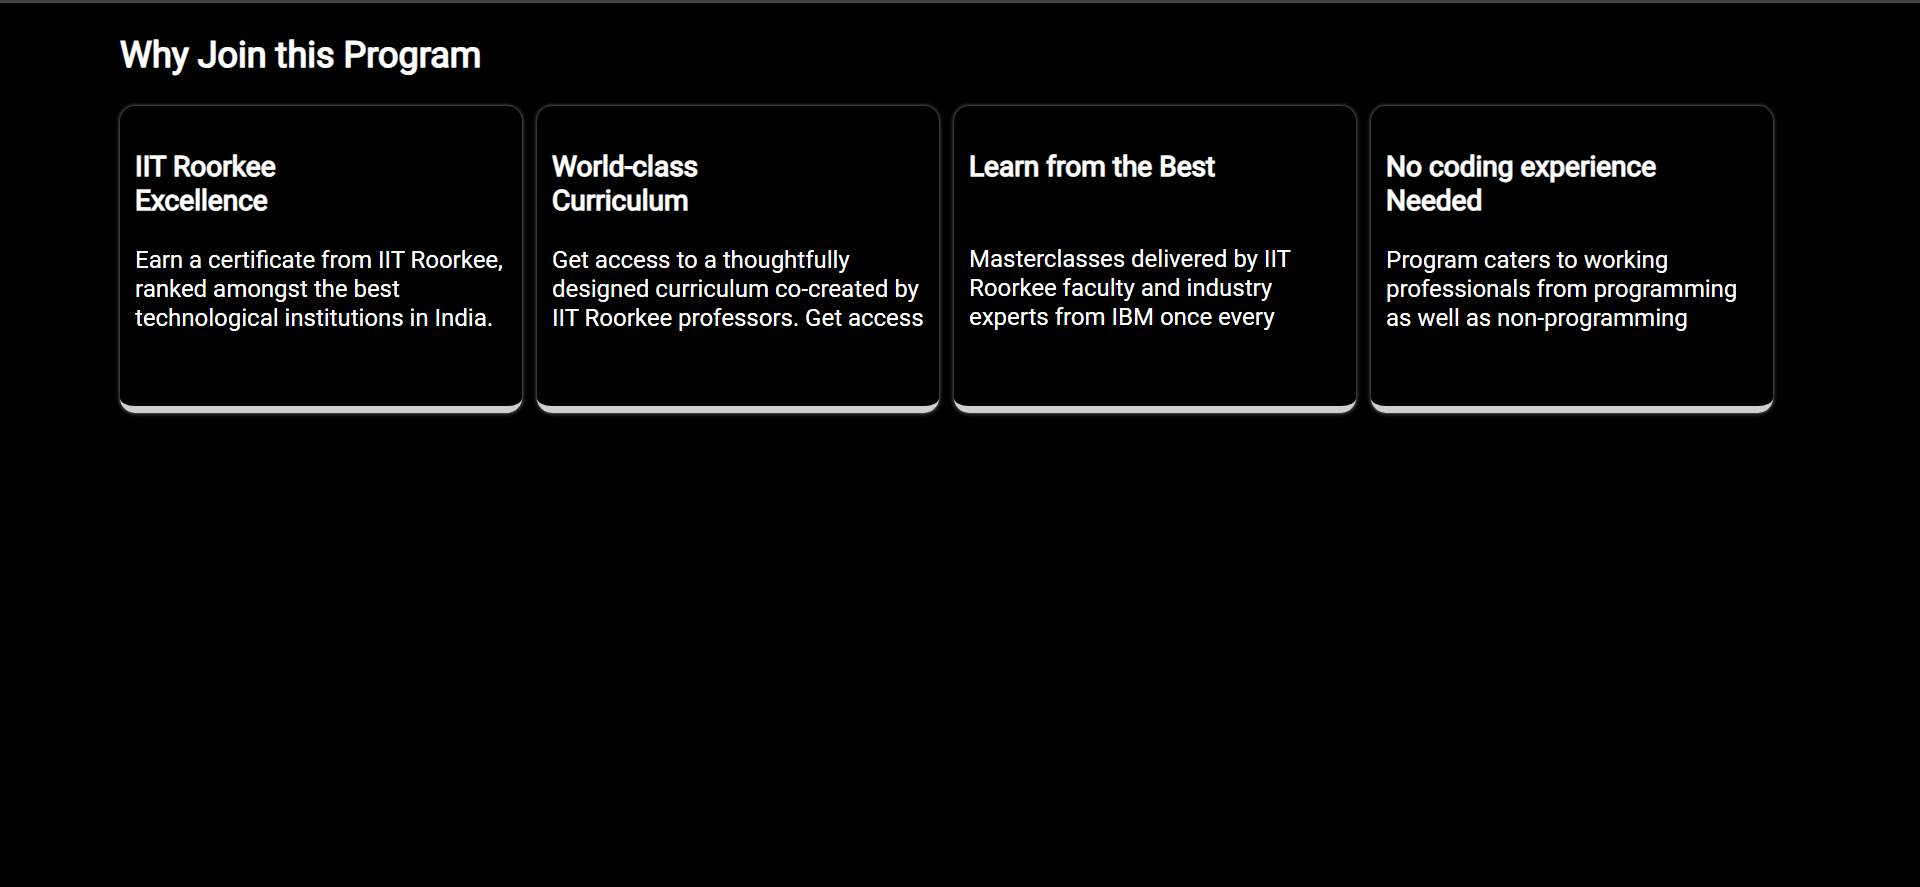 Why Join this Program
IIT Roorkee
Excellence
Earn a certificate from IIT Roorkee,
ranked amongst the best
technological institutions in India.
World-class
Curriculum
Get access to a thoughtfully
designed curriculum co-created by
IIT Roorkee professors. Get access
Learn from the Best
Masterclasses delivered by IIT
Roorkee faculty and industry
experts from IBM once every
No coding experience
Needed
Program caters to working
professionals from programming
as well as non-programming